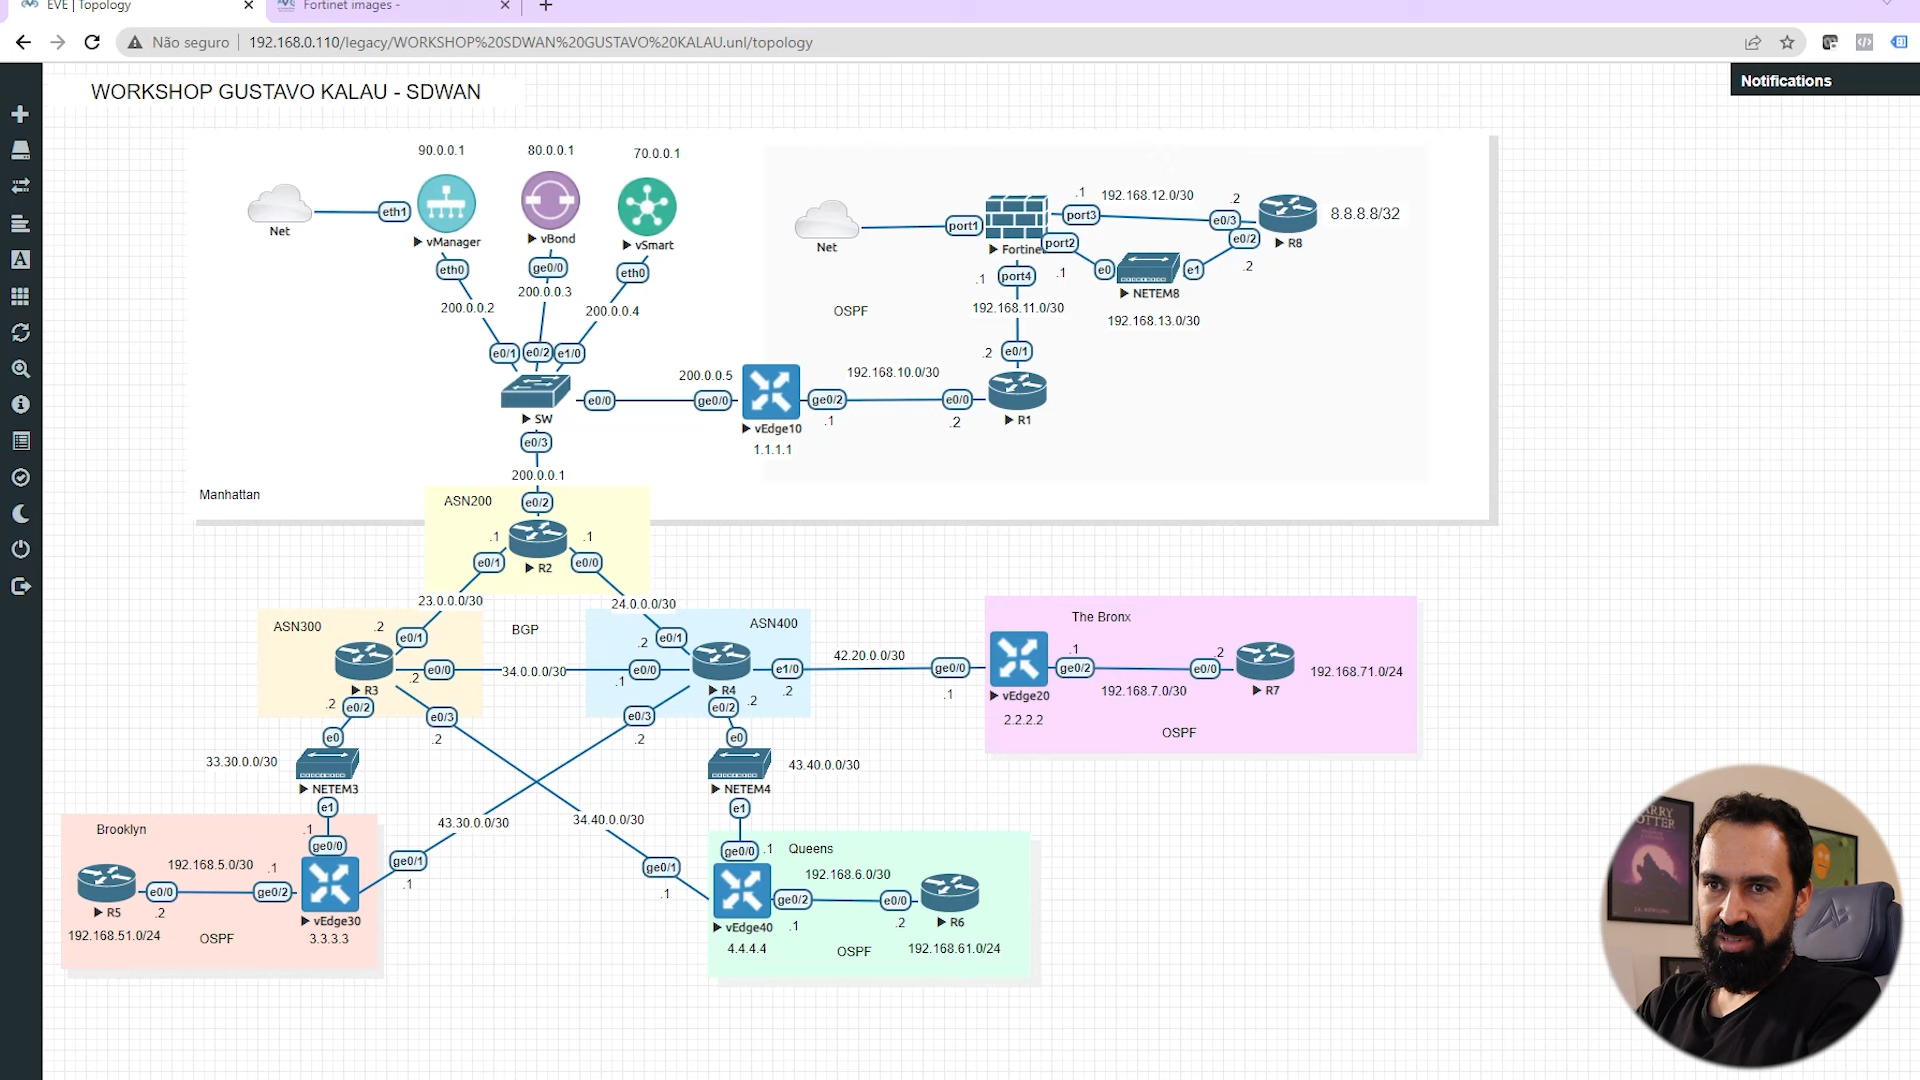 EVE | Topology
Fortinet images -
Não seguro
192.168.0.110/legacy/WORKSHOP%20SDWAN%20GUSTAVO%20KALAU.unl/topology
Notifications
WORKSHOP GUSTAVO KALAU - SDWAN
90.0.0.1
80.0.0.1
70.0.0.1
Net
eth1
vManager
vBond
vSmart
eth0
ge0/0
eth0
200.0.0.2
200.0.0.3
200.0.0.4
e0/1
e0/2
e1/0
SW
e0/0
200.0.0.5
ge0/0
vEdge10
1.1.1.1
ge0/2
.1
192.168.10.0/30
e0/0
.2
R1
e0/1
.2
192.168.11.0/30
OSPF
.1
port4
Net
port1
Fortinet
port3
.1
192.168.12.0/30
.2
e0/3
R8
8.8.8.8/32
port2
.1
e0
NETEM8
e1
e0/2
.2
192.168.13.0/30
e0/3
200.0.0.1
Manhattan
ASN200
e0/2
.1
.1
e0/1
R2
e0/0
23.0.0.0/30
24.0.0.0/30
ASN300
.2
e0/1
BGP
.2
e0/1
ASN400
R3
e0/0
.2
34.0.0.0/30
e0/0
.1
R4
e1/0
.2
42.20.0.0/30
ge0/0
.1
The Bronx
vEdge20
2.2.2.2
.1
ge0/2
192.168.7.0/30
.2
e0/0
R7
192.168.71.0/24
OSPF
.2
e0/2
e0/3
.2
e0/3
.2
e0/2
.2
e0
33.30.0.0/30
NETEM3
e1
e0
43.40.0.0/30
NETEM4
e1
43.30.0.0/30
34.40.0.0/30
Brooklyn
.1
ge0/0
192.168.5.0/30
.1
R5
e0/0
.2
ge0/2
vEdge30
3.3.3.3
ge0/1
.1
192.168.51.0/24
OSPF
ge0/1
.1
ge0/0
.1
Queens
vEdge40
4.4.4.4
ge0/2
.1
192.168.6.0/30
e0/0
.2
R6
OSPF
192.168.61.0/24
HARRY
POTTER